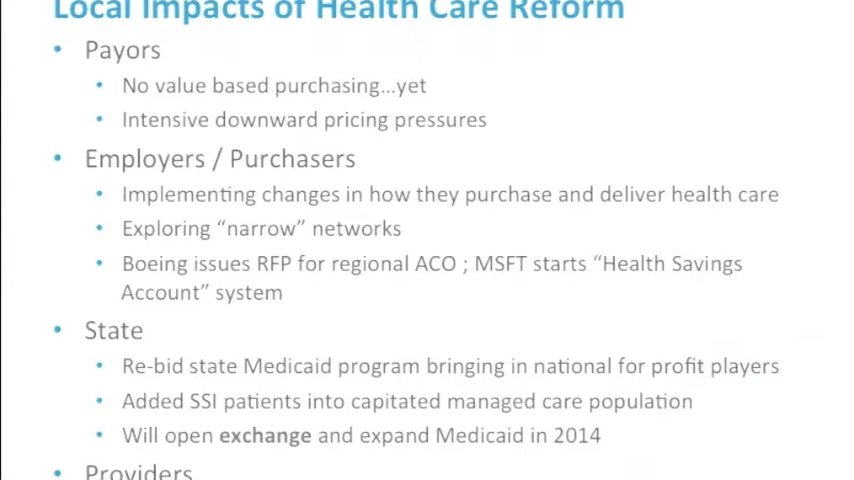 Local Impacts of Health Care Reform
• Payors
• No value based purchasing...yet
• Intensive downward pricing pressures
• Employers / Purchasers
• Implementing changes in how they purchase and deliver health care
• Exploring “narrow” networks
• Boeing issues RFP for regional ACO ; MSFT starts “Health Savings
Account” system
• State
• Re-bid state Medicaid program bringing in national for profit players
• Added SSI patients into capitated managed care population
• Will open exchange and expand Medicaid in 2014
• Providers